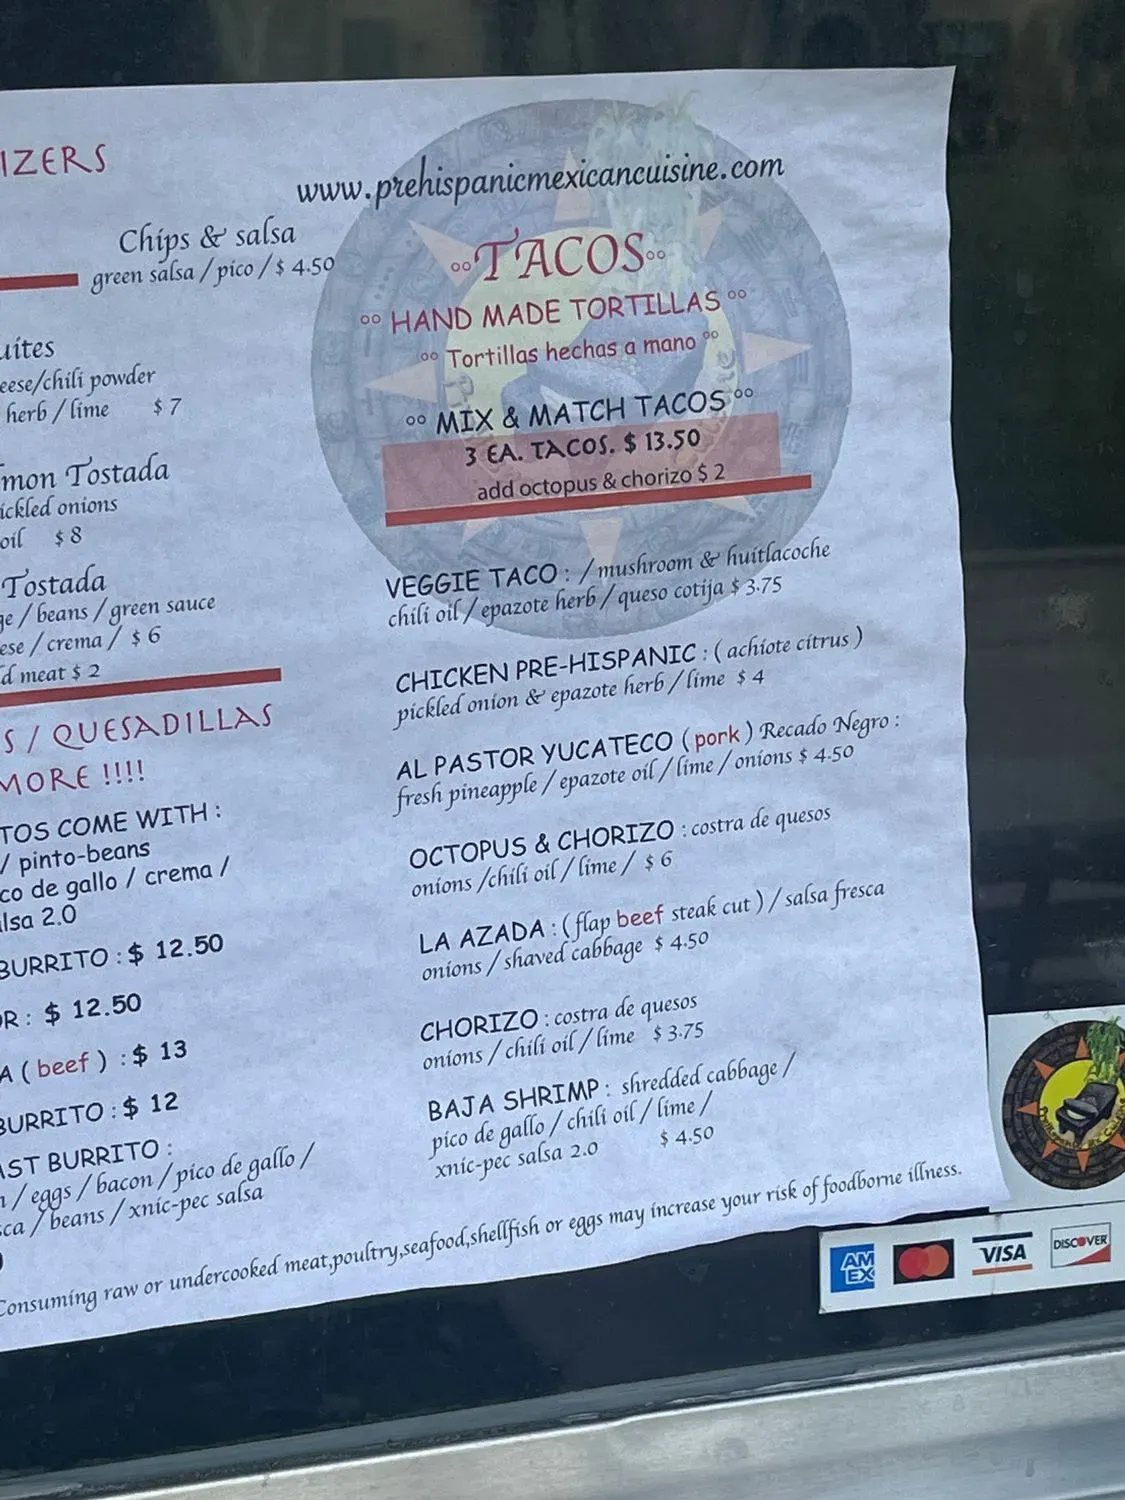 IZERS
Chips & salsa
green salsa / pico / $ 4.50
eese/chili powder
herb / lime $ 7
Tostada
ickled onions
oil $ 8
Tostada
/ beans / green sauce
/ crema / $ 6
meat $ 2
S / QUESADILLAS
MORE !!!!
TOS COME WITH :
/ pinto-beans
co de gallo / crema /
lsa 2.0
BURRITO : $ 12.50
R : $ 12.50
A ( beef ) : $ 13
BURRITO : $ 12
AST BURRITO :
/ eggs / bacon / pico de gallo /
sca / beans / xnic-pec salsa
www.prehispanicmexicancuisine.com
°°TACOS°°
°° HAND MADE TORTILLAS °°
°° Tortillas hechas a mano °°
°° MIX & MATCH TACOS °°
3 EA. TACOS. $ 13.50
add octopus & chorizo $ 2
VEGGIE TACO : / mushroom & huitlacoche
chili oil / epazote herb / queso cotija $ 3.75
CHICKEN PRE-HISPANIC : ( achiote citrus )
pickled onion & epazote herb / lime $ 4
AL PASTOR YUCATECO ( pork ) Recado Negro :
fresh pineapple / epazote oil / lime / onions $ 4.50
OCTOPUS & CHORIZO : costra de quesos
onions /chili oil / lime / $ 6
LA AZADA : ( flap beef steak cut ) / salsa fresca
onions / shaved cabbage $ 4.50
CHORIZO : costra de quesos
onions / chili oil / lime $ 3.75
BAJA SHRIMP : shredded cabbage /
pico de gallo / chili oil / lime /
xnic-pec salsa 2.0 $ 4.50
Consuming raw or undercooked meat,poultry,seafood,shellfish or eggs may increase your risk of foodborne illness.
AM
EX
VISA
DISCOVER